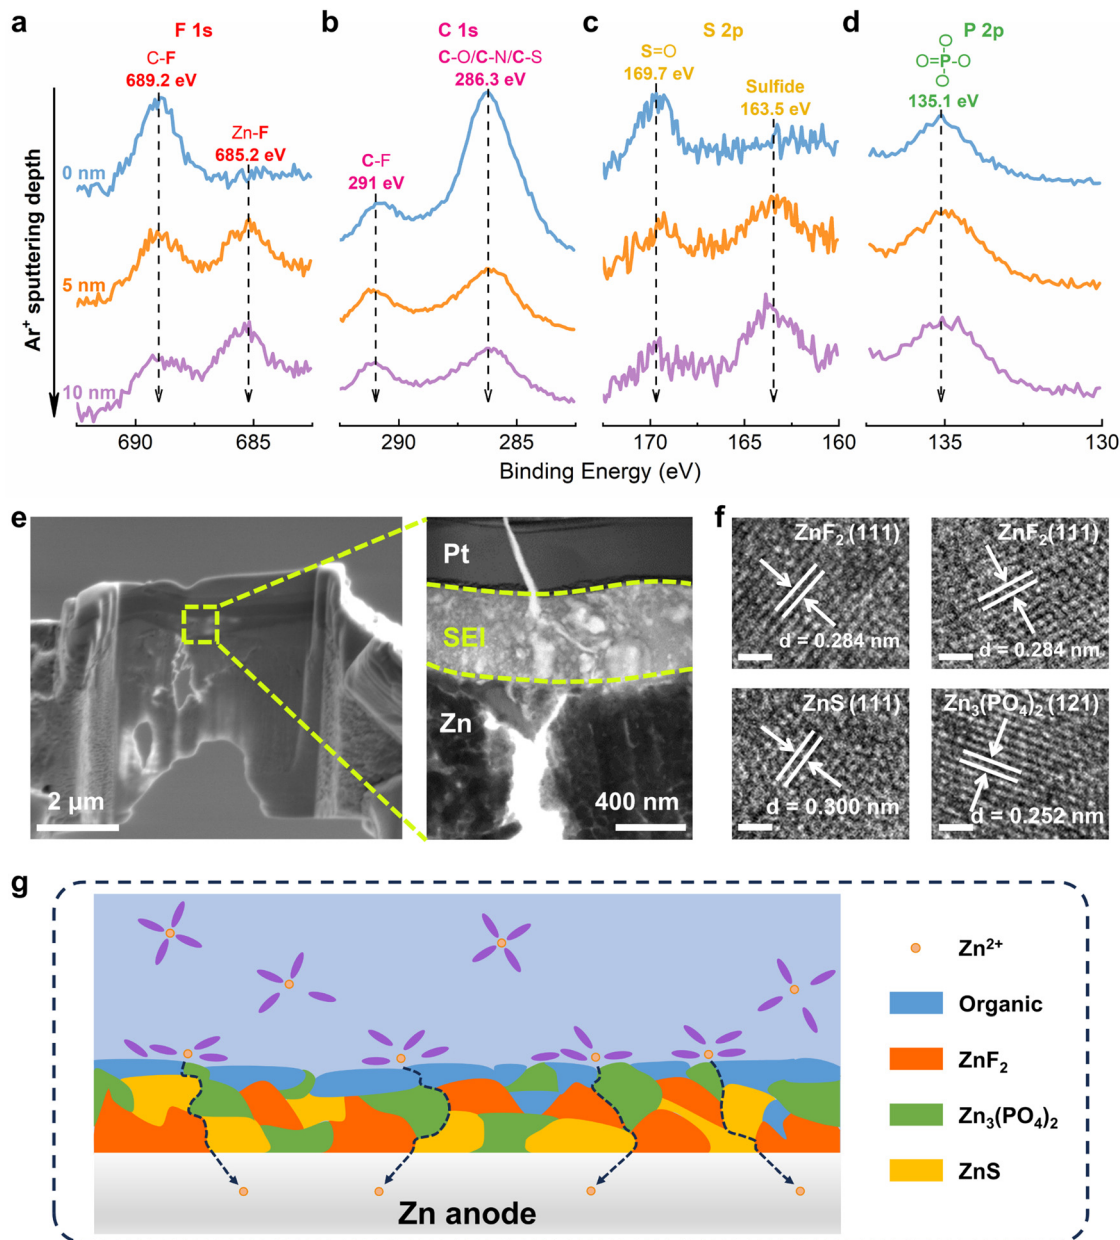 a
F 1s
C-F
689.2 eV
Zn-F
685.2 eV
0 nm
5 nm
10 nm
Ar⁺ sputtering depth
690
685
b
C 1s
C-O/C-N/C-S
286.3 eV
C-F
291 eV
290
285
c
S 2p
S=O
169.7 eV
Sulfide
163.5 eV
170
165
160
d
P 2p
O
O=P-O
O
135.1 eV
135
130
Binding Energy (eV)
e
2 μm
Pt
SEI
Zn
400 nm
f
ZnF₂ (111)
d = 0.284 nm
ZnF₂ (111)
d = 0.284 nm
ZnS (111)
d = 0.300 nm
Zn₃(PO₄)₂ (121)
d = 0.252 nm
g
Zn anode
Zn²⁺
Organic
ZnF₂
Zn₃(PO₄)₂
ZnS